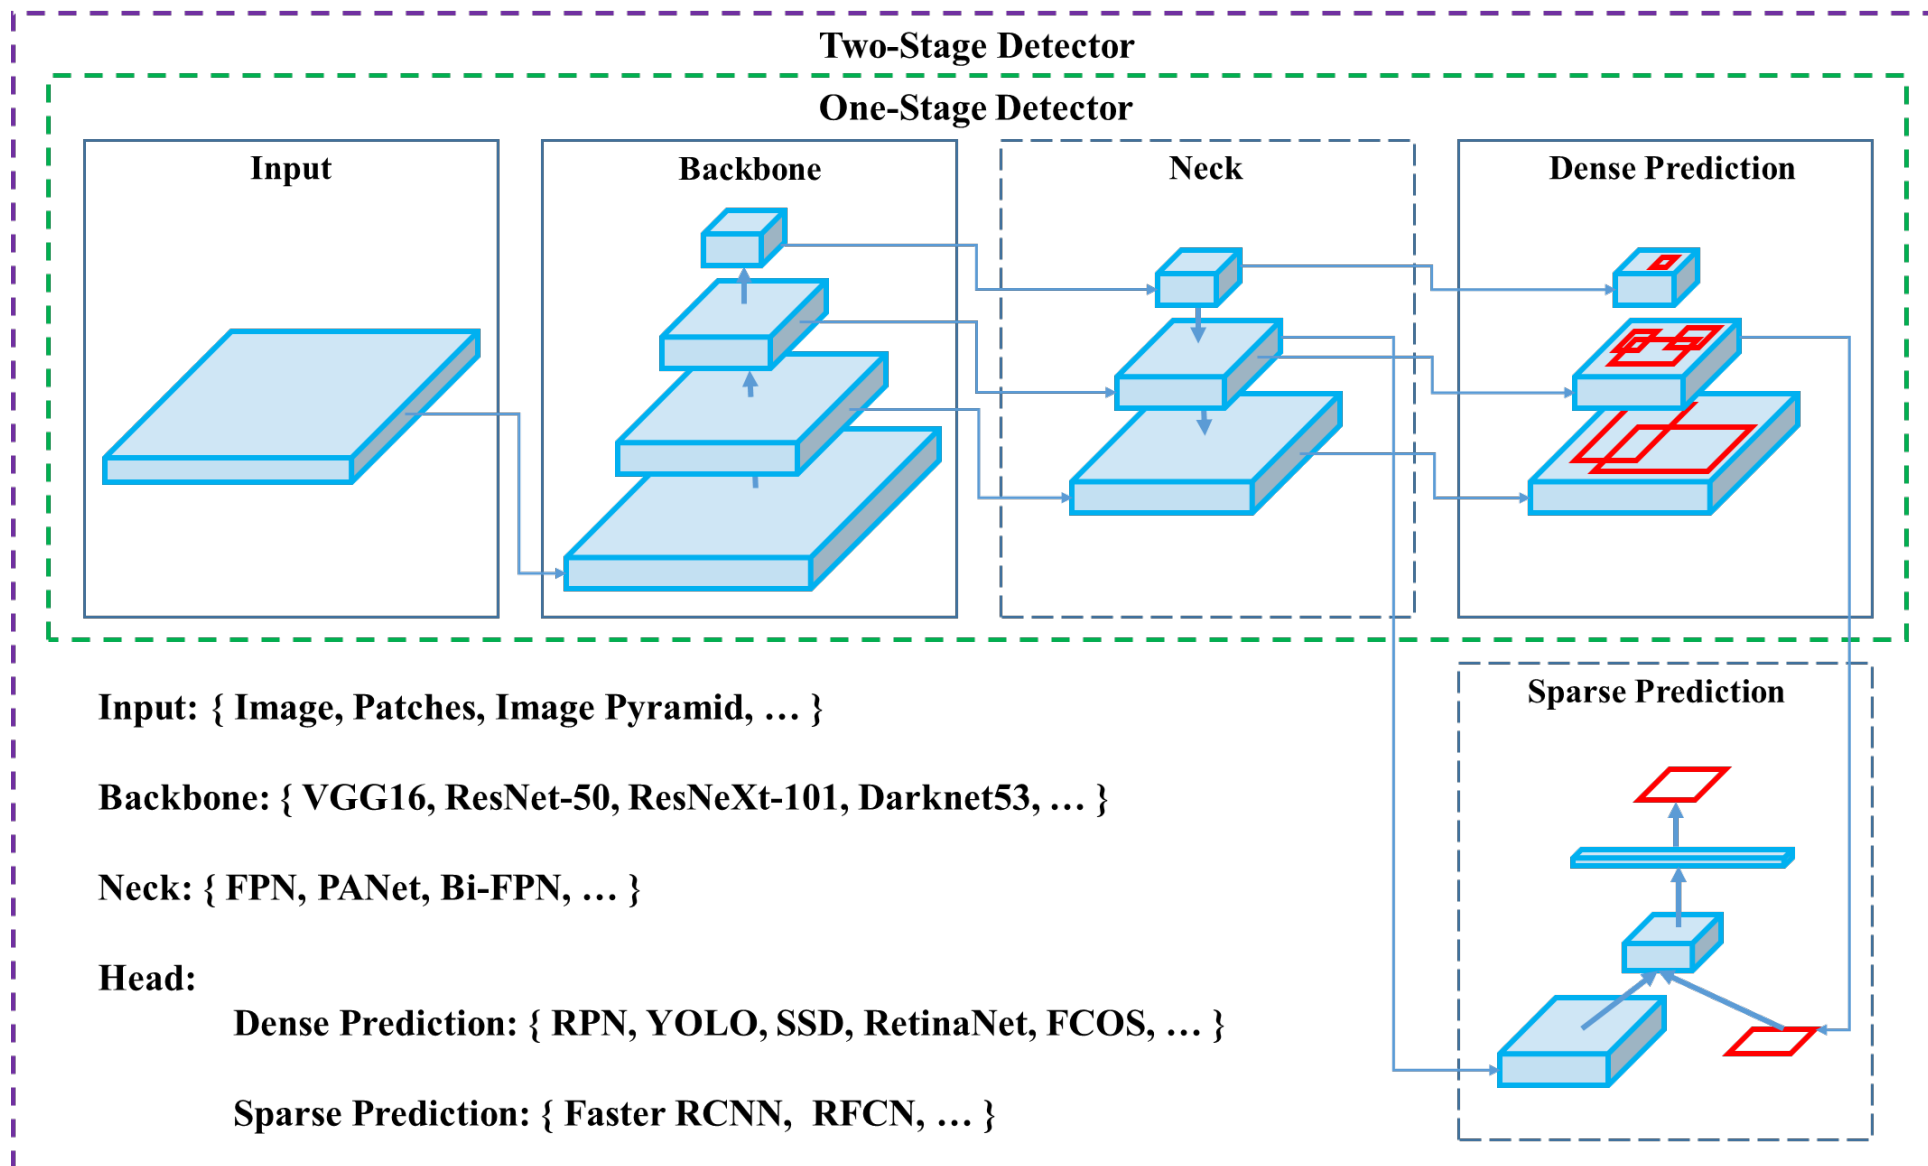 Two-Stage Detector
One-Stage Detector
Input
Backbone
Neck
Dense Prediction
Sparse Prediction
Input: { Image, Patches, Image Pyramid, … }
Backbone: { VGG16, ResNet-50, ResNeXt-101, Darknet53, … }
Neck: { FPN, PANet, Bi-FPN, … }
Head:
Dense Prediction: { RPN, YOLO, SSD, RetinaNet, FCOS, … }
Sparse Prediction: { Faster RCNN, RFCN, … }